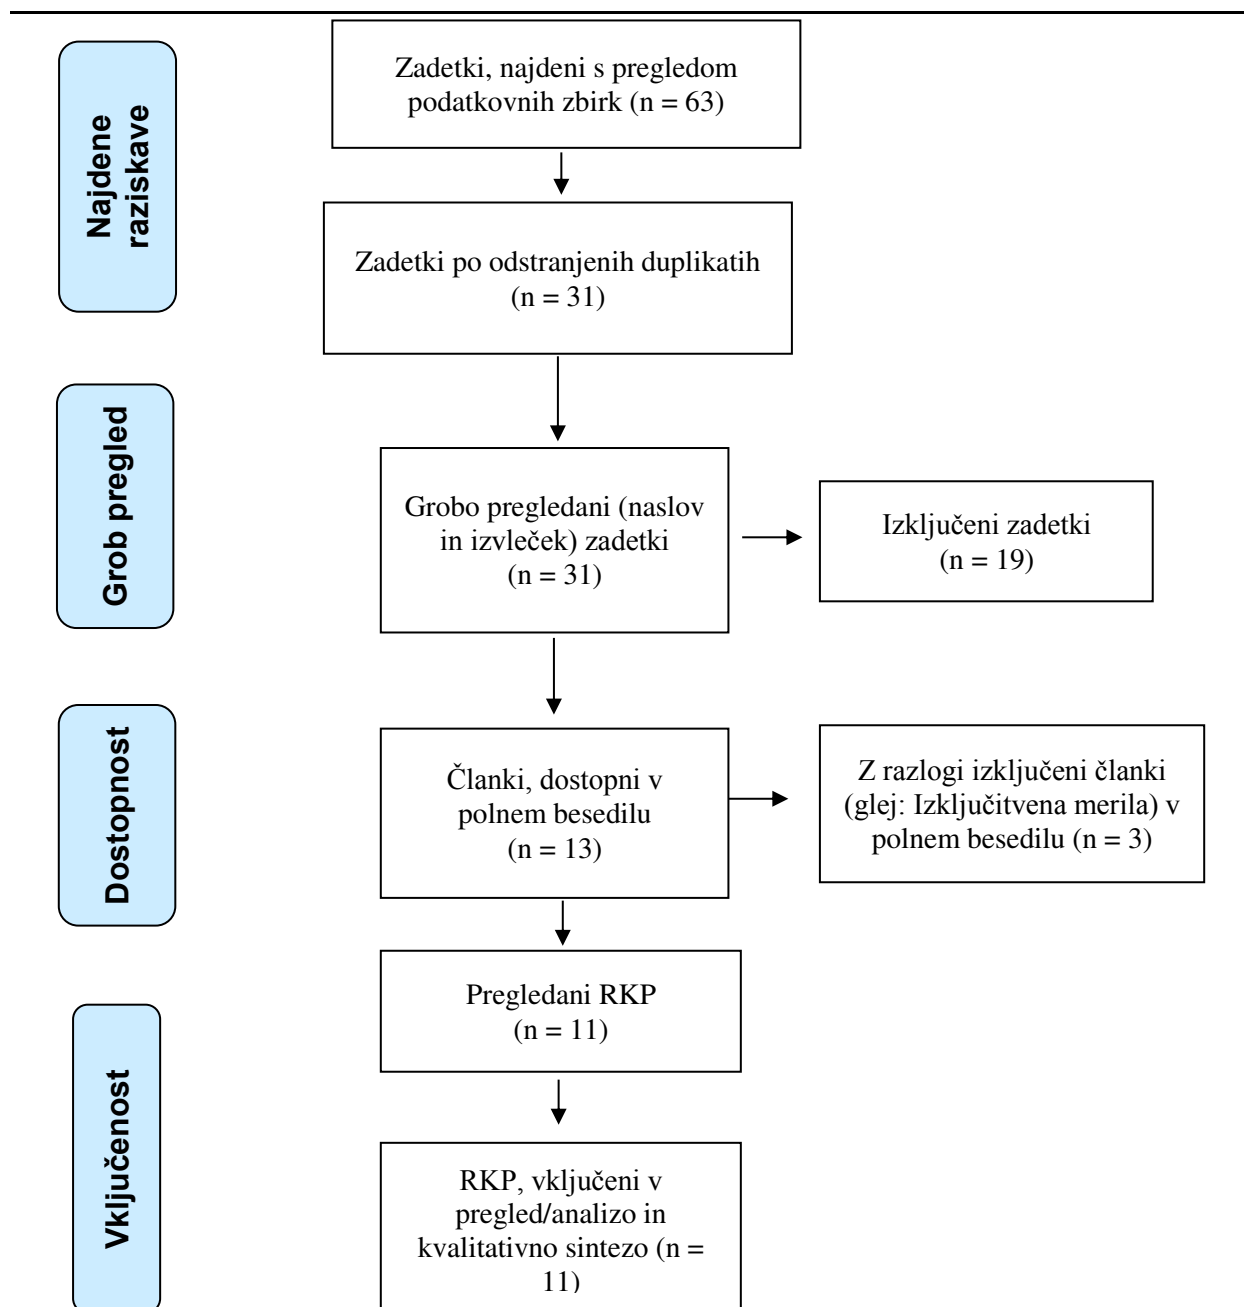 Najdene
raziskave
Zadetki, najdeni s pregledom
podatkovnih zbirk (n = 63)
Zadetki po odstranjenih duplikatih
(n = 31)
Grob pregled
Grobo pregledani (naslov
in izvleček) zadetki
(n = 31)
Izključeni zadetki
(n = 19)
Dostopnost
Članki, dostopni v
polnem besedilu
(n = 13)
Z razlogi izključeni članki
(glej: Izključitvena merila) v
polnem besedilu (n = 3)
Pregledani RKP
(n = 11)
Vključenost
RKP, vključeni v
pregled/analizo in
kvalitativno sintezo (n =
11)